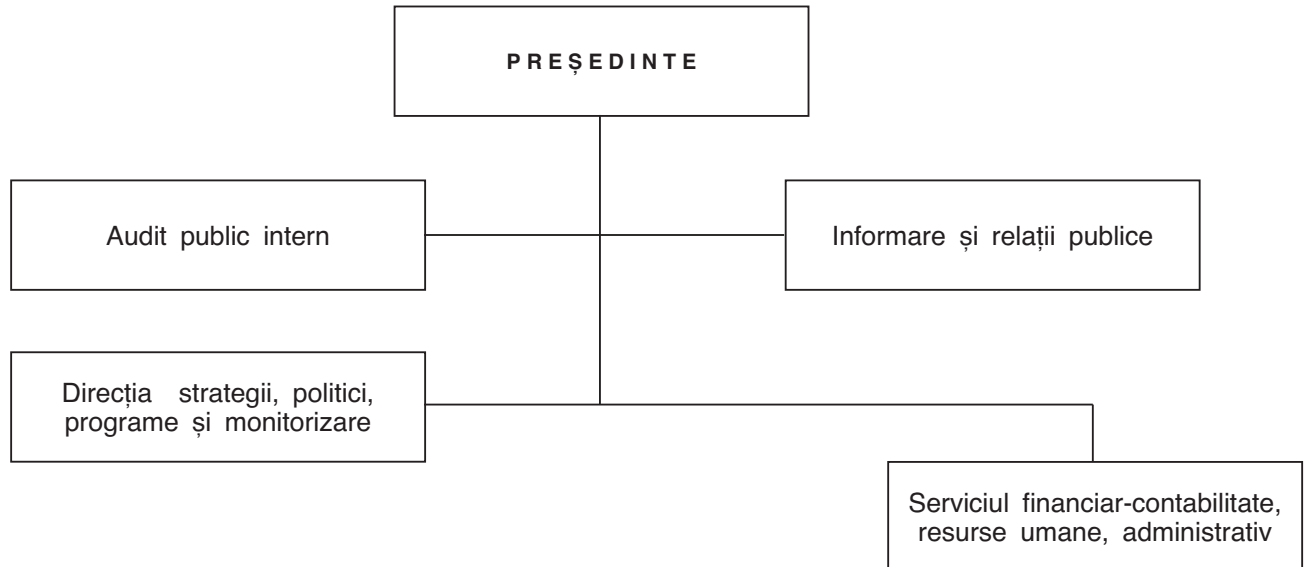 PREȘEDINTE
Audit public intern
Informare și relații publice
Direcția strategii, politici,
programe și monitorizare
Serviciul financiar-contabilitate,
resurse umane, administrativ